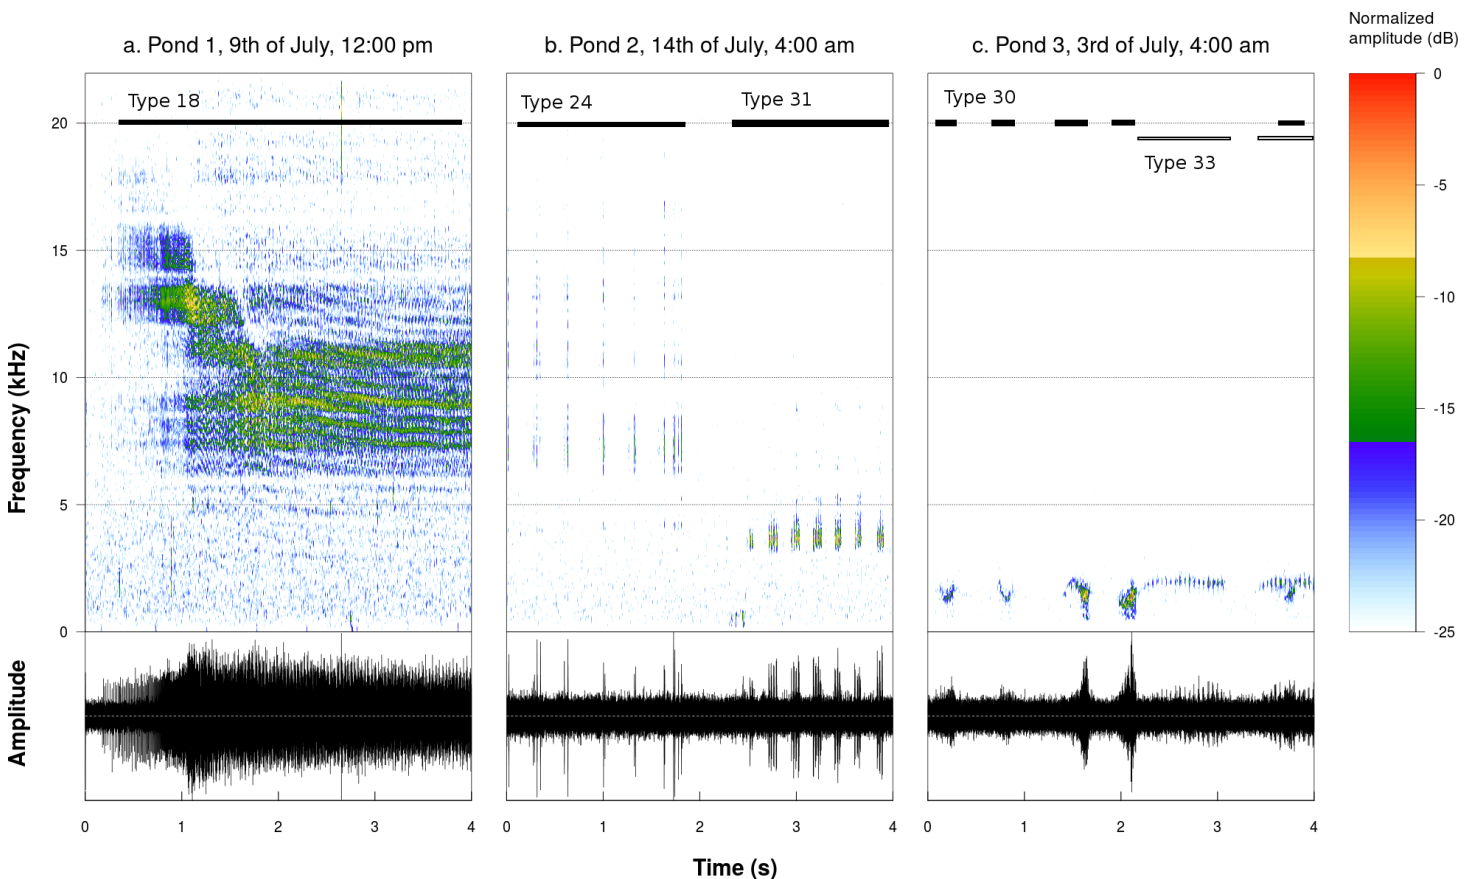 Normalized
amplitude (dB)
a. Pond 1, 9th of July, 12:00 pm
b. Pond 2, 14th of July, 4:00 am
c. Pond 3, 3rd of July, 4:00 am
Type 18
Type 24
Type 31
Type 30
Type 33
Frequency (kHz)
20
15
10
5
0
0
-5
-10
-15
-20
-25
Amplitude
0 1 2 3 4
0 1 2 3 4
0 1 2 3 4
Time (s)